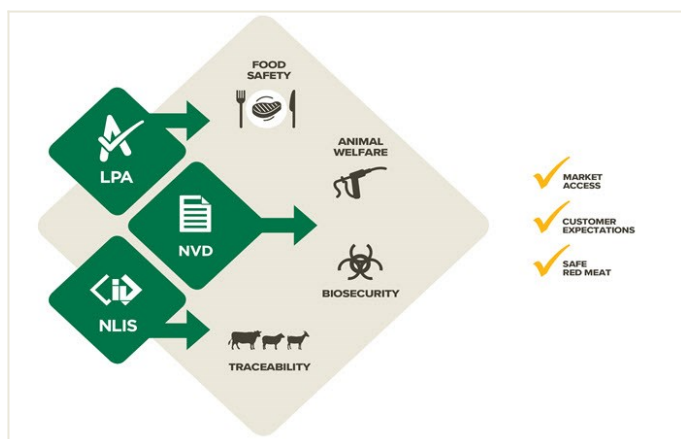 FOOD
SAFETY
LPA
ANIMAL
WELFARE
NVD
BIOSECURITY
NLIS
TRACEABILITY
MARKET
ACCESS
CUSTOMER
EXPECTATIONS
SAFE
RED MEAT